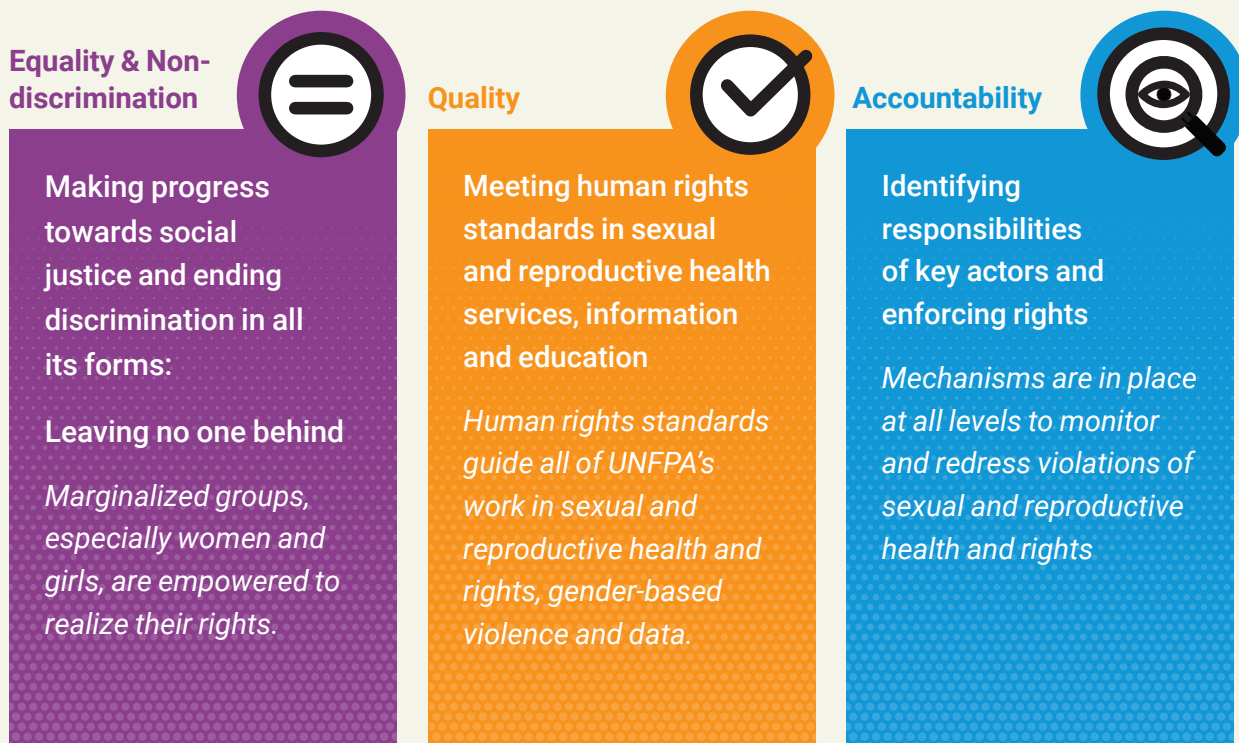 Equality & Non-
discrimination
Making progress
towards social
justice and ending
discrimination in all
its forms:
Leaving no one behind
Marginalized groups,
especially women and
girls, are empowered to
realize their rights.
Quality
Meeting human rights
standards in sexual
and reproductive health
services, information
and education
Human rights standards
guide all of UNFPA’s
work in sexual and
reproductive health and
rights, gender-based
violence and data.
Accountability
Identifying
responsibilities
of key actors and
enforcing rights
Mechanisms are in place
at all levels to monitor
and redress violations of
sexual and reproductive
health and rights